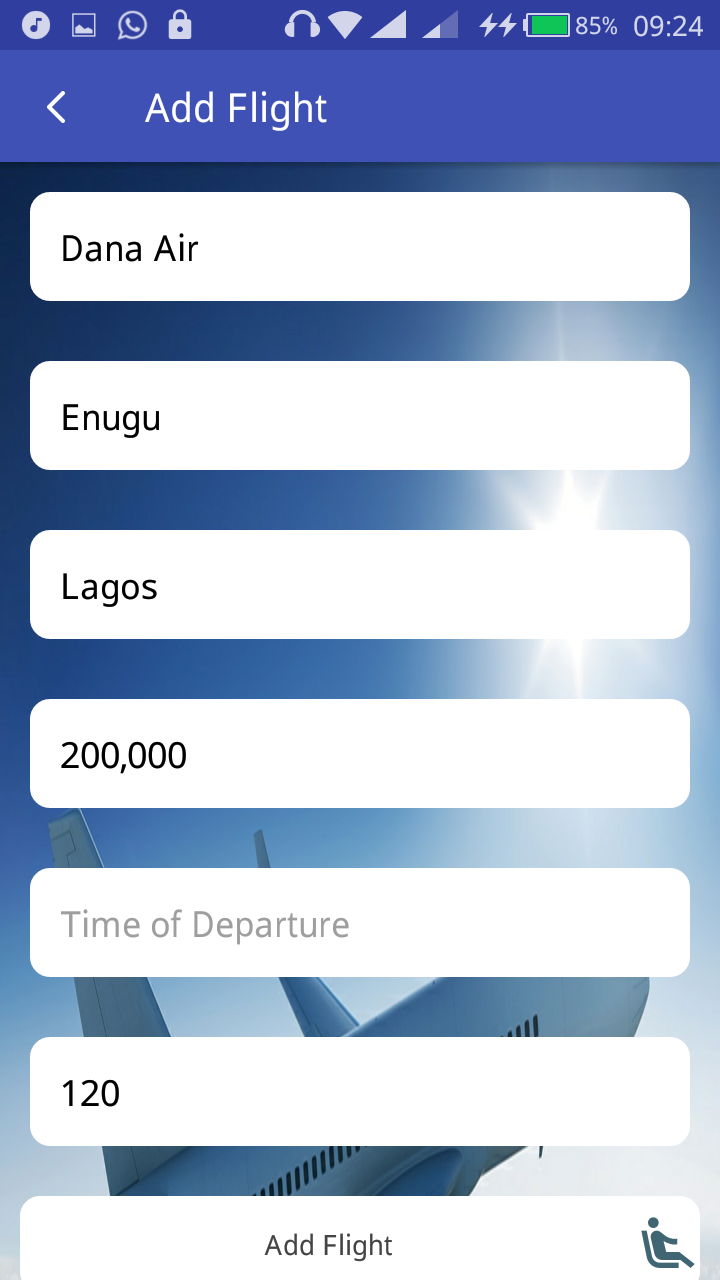 85% 09:24
Add Flight
Dana Air
Enugu
Lagos
200,000
Time of Departure
120
Add Flight